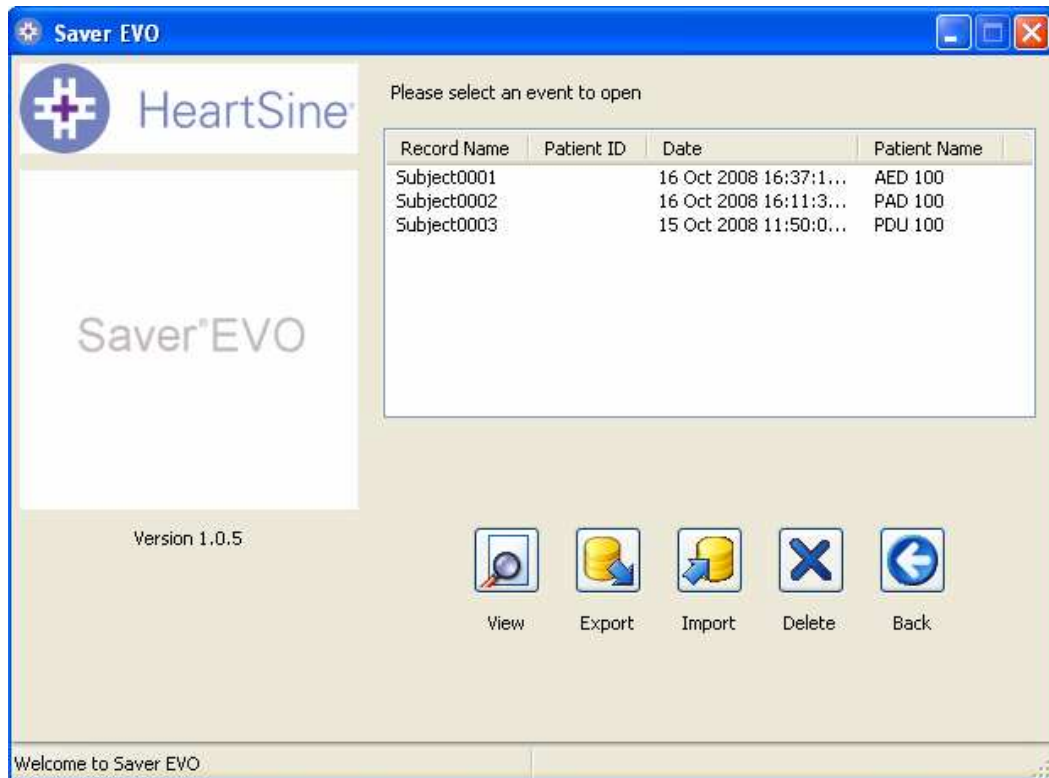 Saver EVO
HeartSine®
Please select an event to open
Record Name Patient ID Date Patient Name
Subject0001 16 Oct 2008 16:37:1... AED 100
Subject0002 16 Oct 2008 16:11:3... PAD 100
Subject0003 15 Oct 2008 11:50:0... PDU 100
Saver®EVO
Version 1.0.5
View Export Import Delete Back
Welcome to Saver EVO